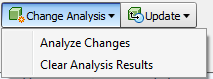 Change Analysis Update
Analyze Changes
Clear Analysis Results